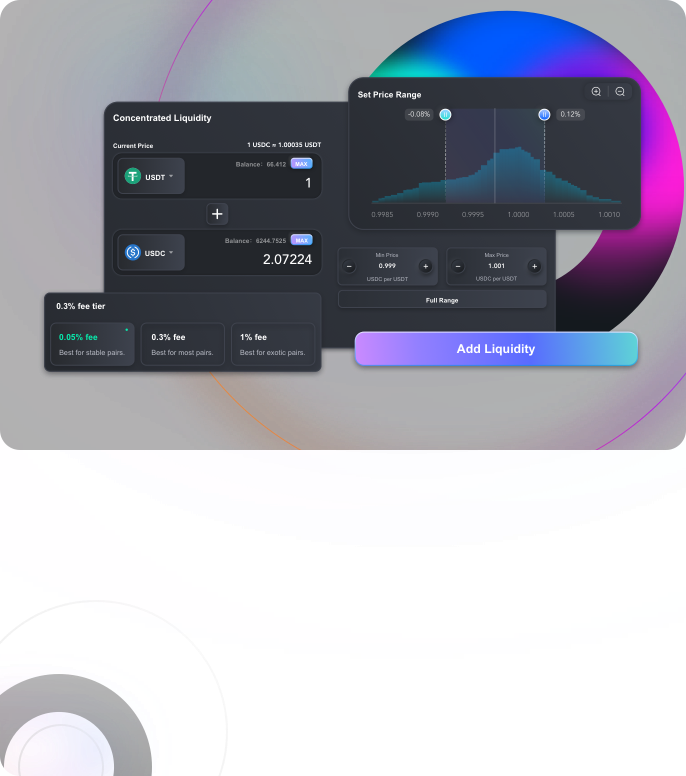 Set Price Range
-0.08%
0.12%
0.9985 0.9990 0.9995 1.0000 1.0005 1.0010
Concentrated Liquidity
Current Price 1 USDC ≈ 1.00035 USDT
USDT
Balance: 66.412 MAX
1
USDC
Balance: 6244.7525 MAX
2.07224
Min Price
0.999
USDC per USDT
Max Price
1.001
USDC per USDT
Full Range
0.3% fee tier
0.05% fee
Best for stable pairs.
0.3% fee
Best for most pairs.
1% fee
Best for exotic pairs.
Add Liquidity